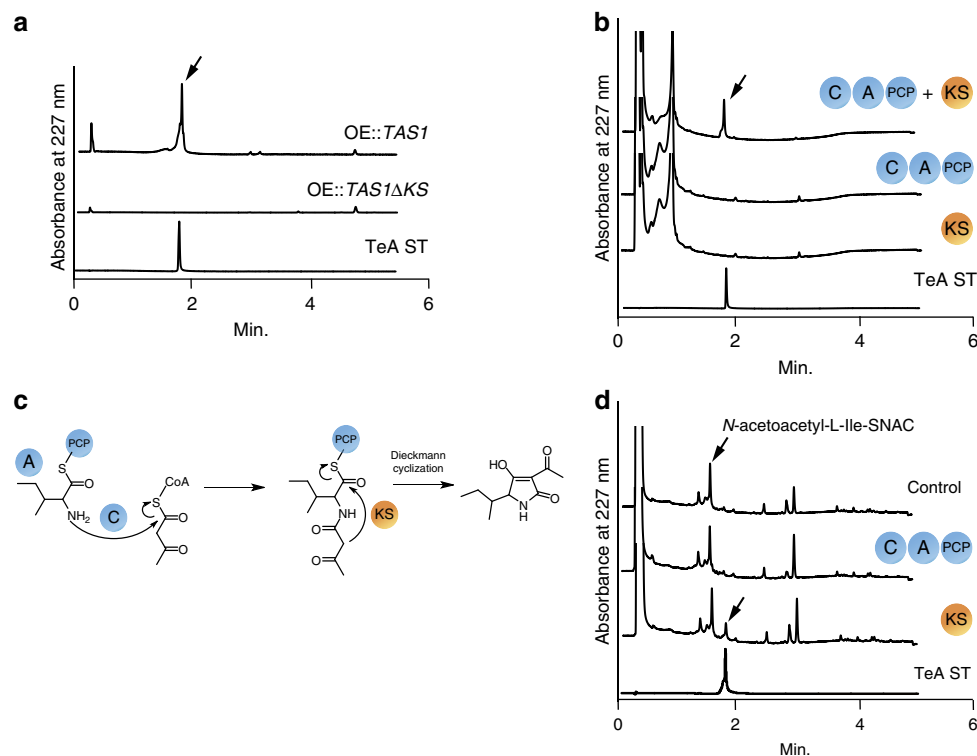 a
Absorbance at 227 nm
OE::TAS1
OE::TAS1ΔKS
TeA ST
0 2 4 6
Min.
b
Absorbance at 227 nm
C A PCP + KS
C A PCP
KS
TeA ST
0 2 6
Min.
c
A PCP
S
O
NH2
C
CoA
S
O
O
PCP
S
O
NH
KS
O
O
Dieckmann
cyclization
HO
O
O
N
H
d
Absorbance at 227 nm
N-acetoacetyl-L-Ile-SNAC
Control
C A PCP
KS
TeA ST
0 2 6
Min.